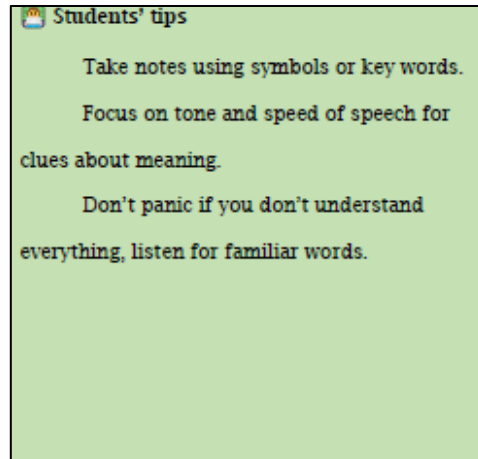 Students’ tips
Take notes using symbols or key words.
Focus on tone and speed of speech for
clues about meaning.
Don’t panic if you don’t understand
everything, listen for familiar words.